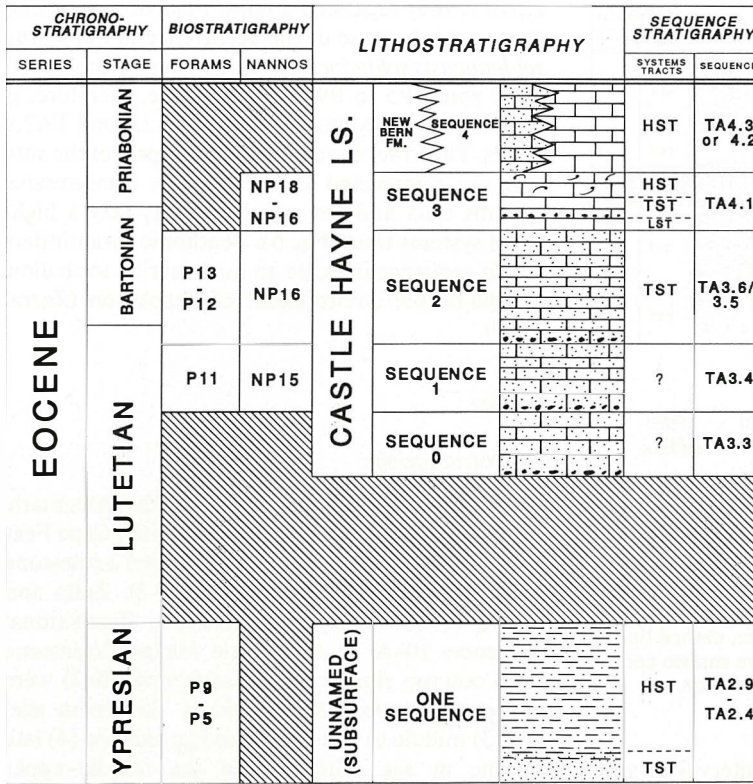 CHRONO-
STRATIGRAPHY
BIOSTRATIGRAPHY
LITHOSTRATIGRAPHY
SEQUENCE
STRATIGRAPHY
SERIES
STAGE
FORAMS
NANNOS
SYSTEMS
TRACTS
SEQUENCE
EOCENE
PRIABONIAN
BARTONIAN
LUTETIAN
YPRESIAN
NP18
-
NP16
P13
-
P12
NP16
P11
NP15
P9
-
P5
CASTLE HAYNE LS.
UNNAMED
(SUBSURFACE)
NEW
BERN
FM.
SEQUENCE
4
SEQUENCE
3
SEQUENCE
2
SEQUENCE
1
SEQUENCE
0
ONE
SEQUENCE
HST
TA4.3
or 4.2
HST
TST
LST
TA4.1
TST
TA3.6/
3.5
?
TA3.4
?
TA3.3
HST
TST
TA2.9
-
TA2.4